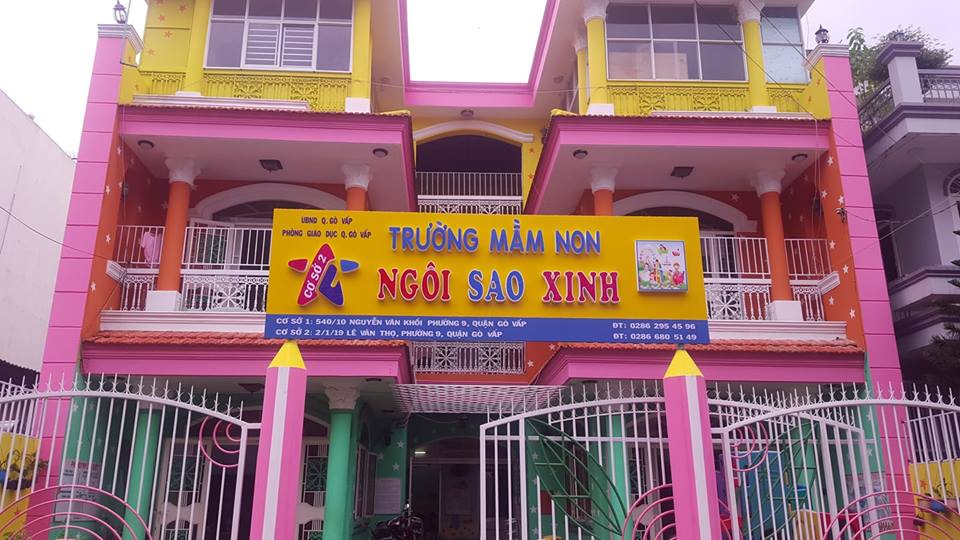 UBND Q. GÒ VẤP
PHÒNG GIÁO DỤC Q. GÒ VẤP
CƠ SỞ 2
TRƯỜNG MẦM NON
NGÔI SAO XINH
CƠ SỞ 1: 540/10 NGUYỄN VĂN KHỐI PHƯỜNG 9, QUẬN GÒ VẤP ĐT: 0286 295 45 96
CƠ SỞ 2: 2/1/19 LÊ VĂN THỌ, PHƯỜNG 9, QUẬN GÒ VẤP ĐT: 0286 680 51 49